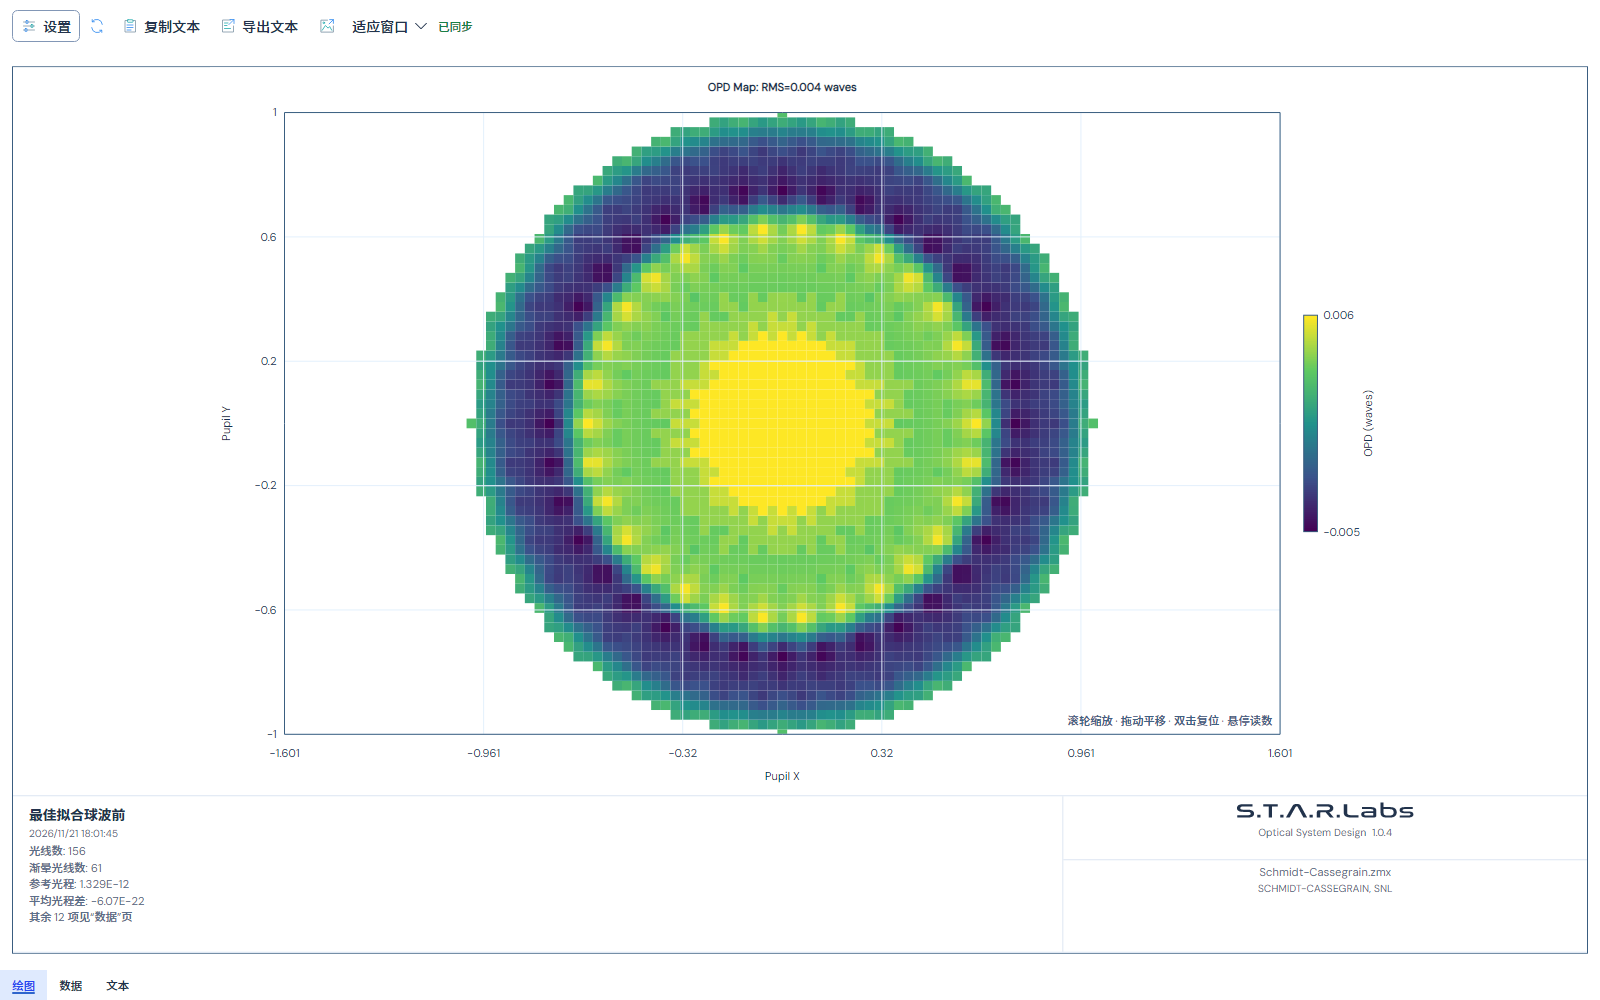 设置 复制文本 导出文本 适应窗口 已同步
OPD Map: RMS=0.004 waves
1
0.6
0.2
-0.2
-0.6
-1
Pupil Y
-1.601 -0.961 -0.32 0.32 0.961 1.601
Pupil X
滚轮缩放 · 拖动平移 · 双击复位 · 悬停读数
0.006
-0.005
OPD (waves)
最佳拟合球波前
2026/11/21 18:01:45
光线数: 156
渐晕光线数: 61
参考光程: 1.329E-12
平均光程差: -6.07E-22
其余 12 项见“数据”页
S.T.A.R.Labs
Optical System Design 1.0.4
Schmidt-Cassegrain.zmx
SCHMIDT-CASSEGRAIN, SNL
绘图 数据 文本